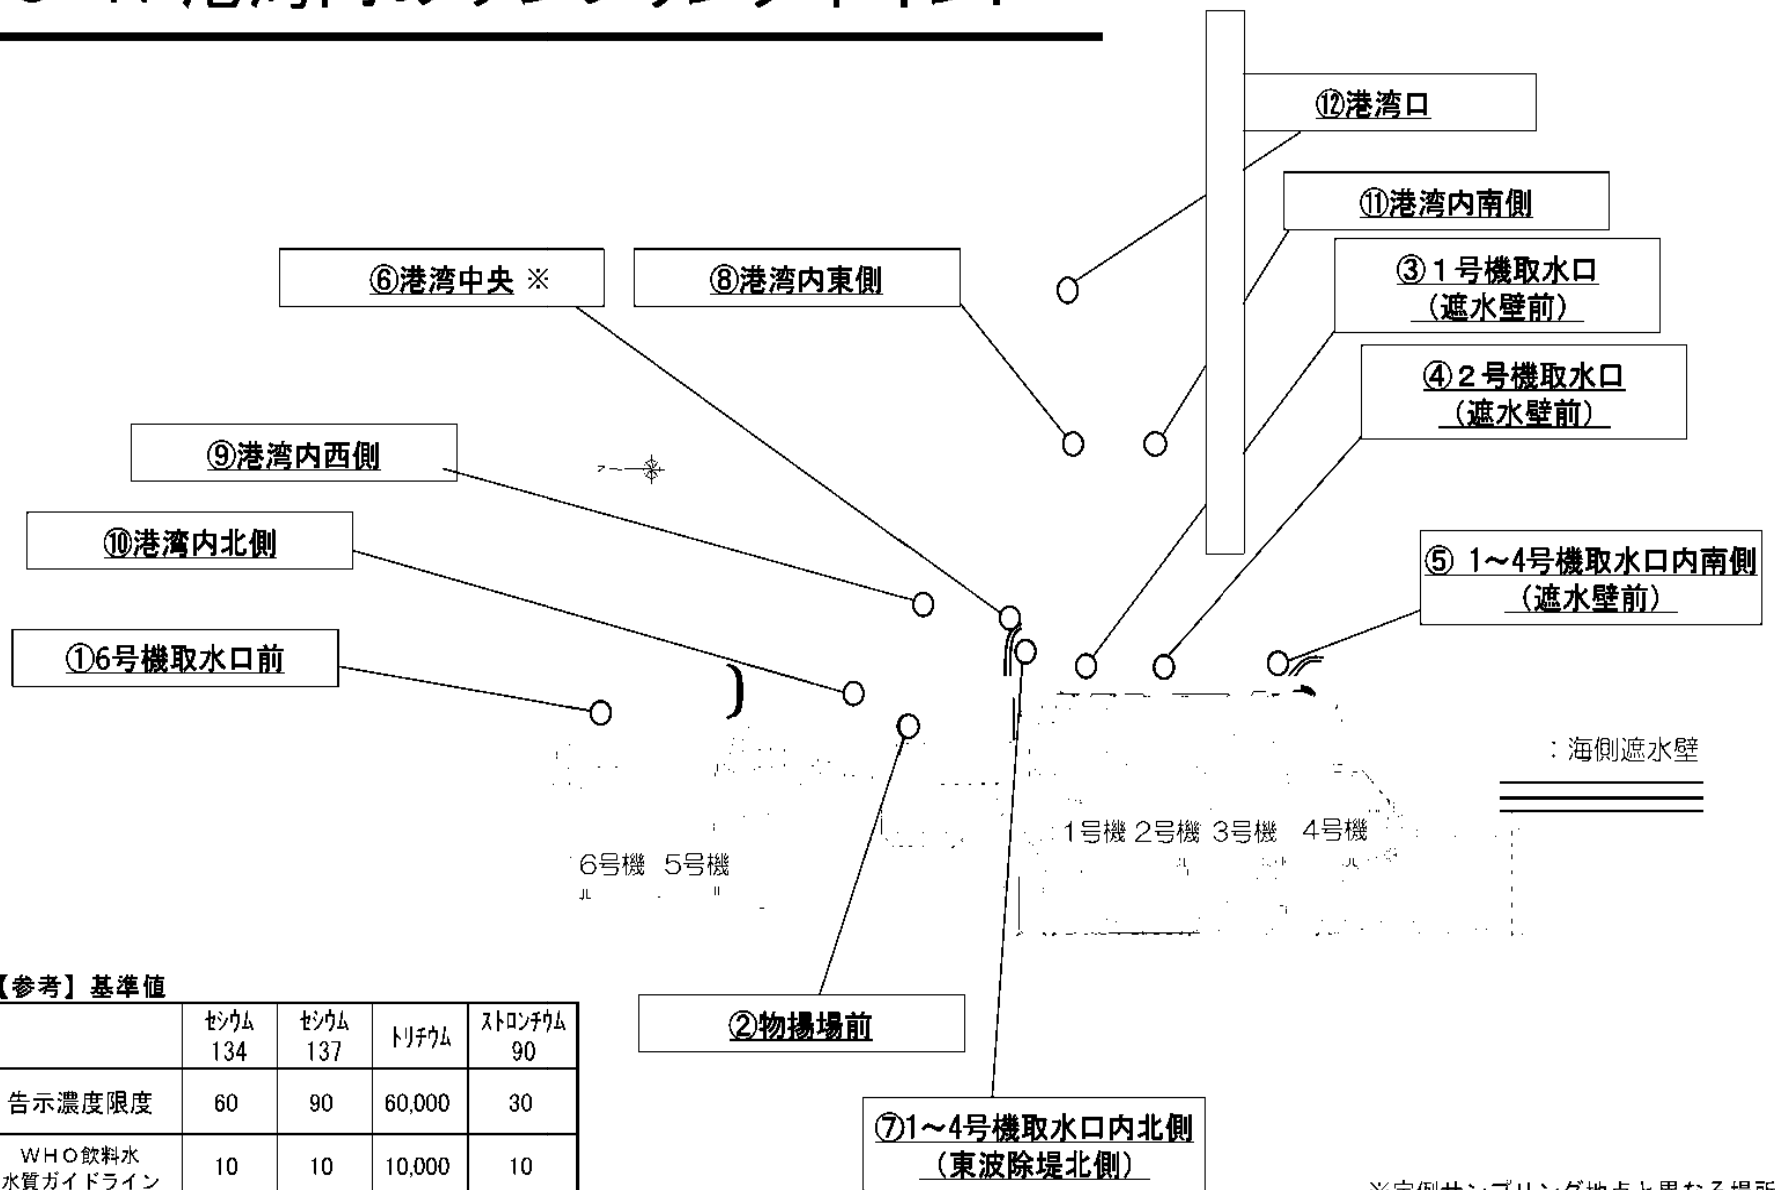 ⑫港湾口
⑪港湾内南側
⑥港湾中央 ※
⑧港湾内東側
③１号機取水口
（遮水壁前）
④２号機取水口
（遮水壁前）
⑨港湾内西側
⑩港湾内北側
⑤ 1～4号機取水口内南側
（遮水壁前）
①6号機取水口前
：海側遮水壁
1号機 2号機 3号機 4号機
6号機 5号機
【参考】基準値
②物揚場前
ｾｼｳﾑ
134
ｾｼｳﾑ
137
ﾄﾘﾁｳﾑ
ｽﾄﾛﾝﾁｳﾑ
90
告示濃度限度 60 90 60,000 30
ＷＨＯ飲料水
水質ガイドライン
10 10 10,000 10
⑦1～4号機取水口内北側
（東波除堤北側）